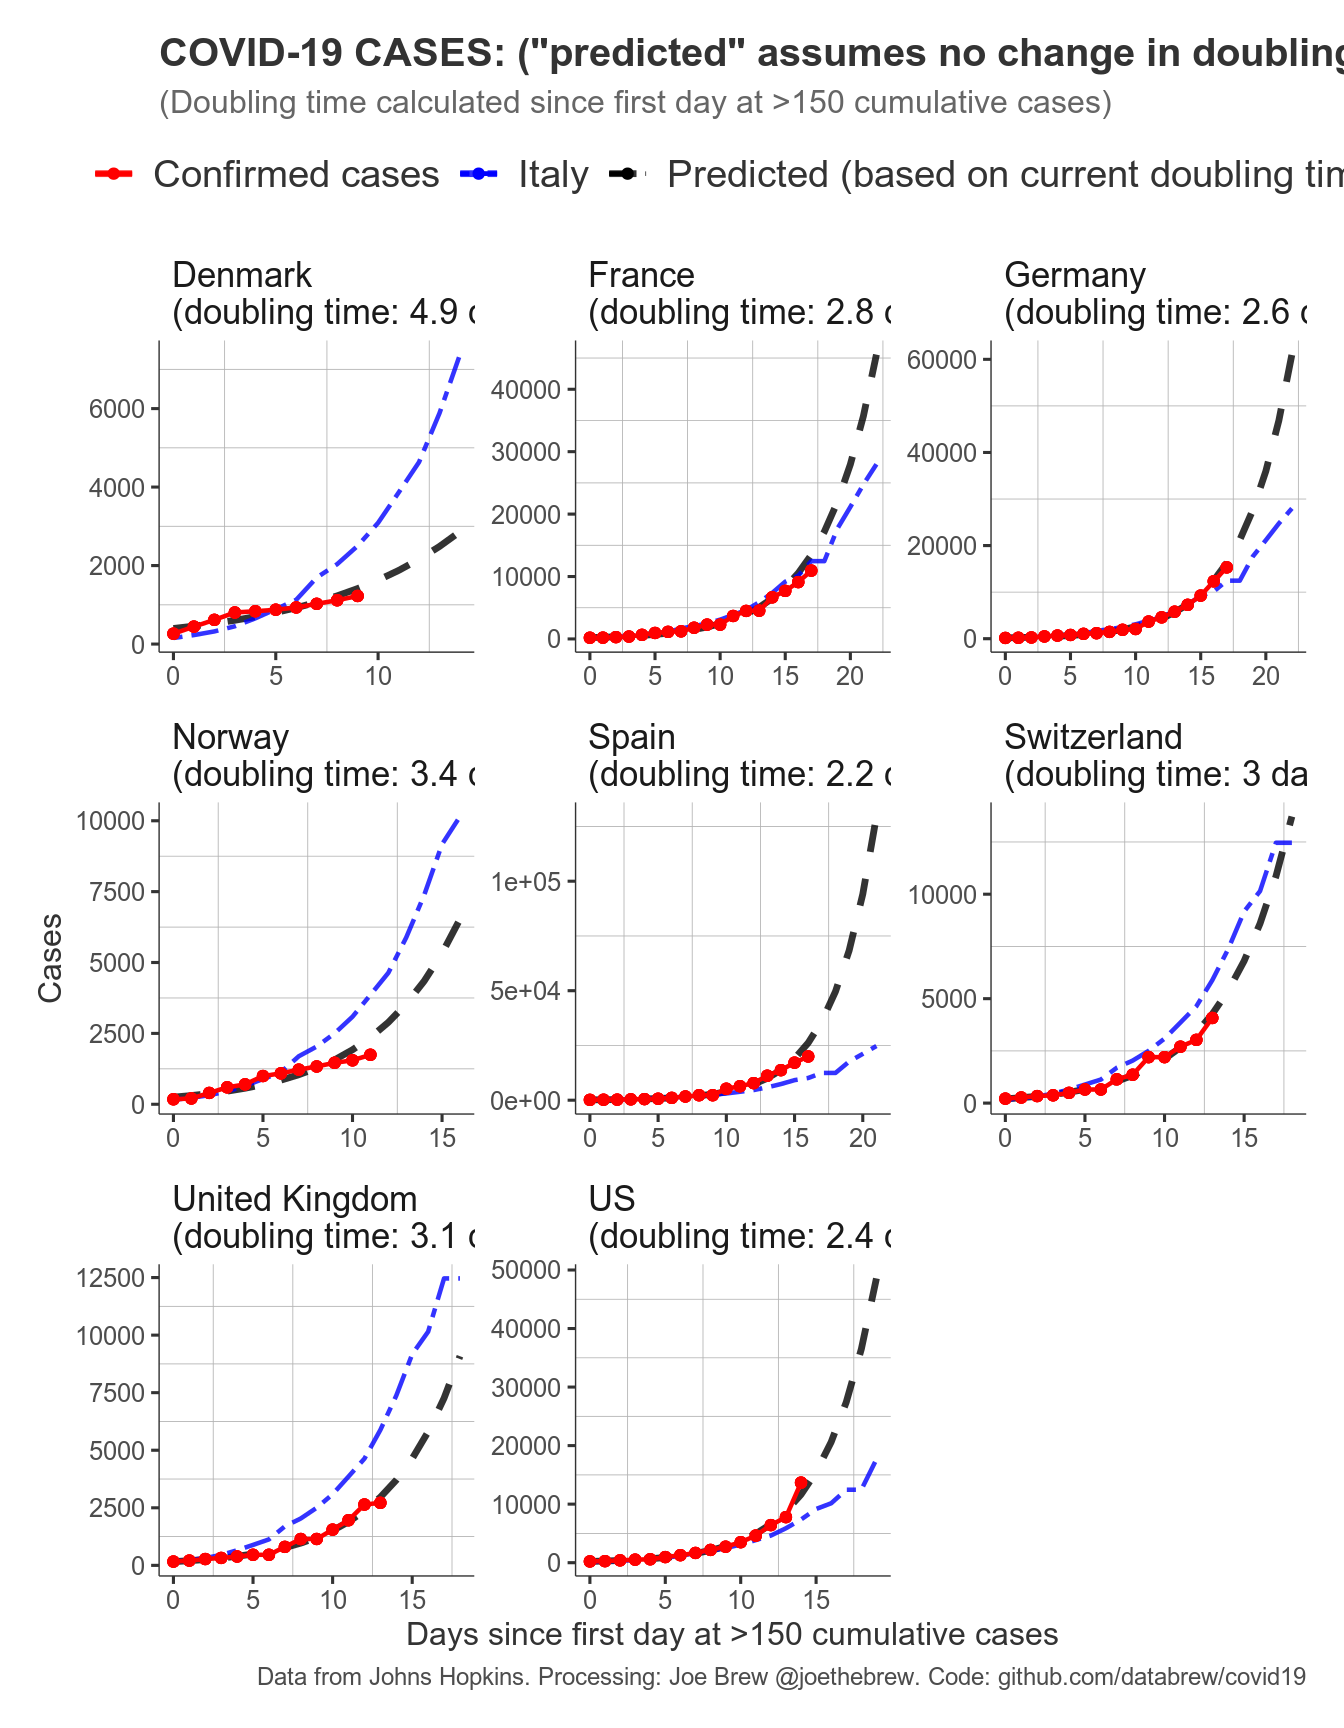 COVID-19 CASES: ("predicted" assumes no change in doubling
(Doubling time calculated since first day at >150 cumulative cases)
Confirmed cases Italy Predicted (based on current doubling
Denmark
(doubling time: 4.9
France
(doubling time: 2.8
Germany
(doubling time: 2.6
6000
4000
2000
0
0 5 10
40000
30000
20000
10000
0
0 5 10 15 20
60000
40000
20000
0
0 5 10 15 20
Norway
(doubling time: 3.4
Spain
(doubling time: 2.2
Switzerland
(doubling time: 3 da
Cases
10000
7500
5000
2500
0
0 5 10 15
1e+05
5e+04
0e+00
0 5 10 15 20
10000
5000
0
0 5 10 15
United Kingdom
(doubling time: 3.1
US
(doubling time: 2.4
12500
10000
7500
5000
2500
0
0 5 10 15
50000
40000
30000
20000
10000
0
0 5 10 15
Days since first day at >150 cumulative cases
Data from Johns Hopkins. Processing: Joe Brew @joethebrew. Code: github.com/databrew/covid19